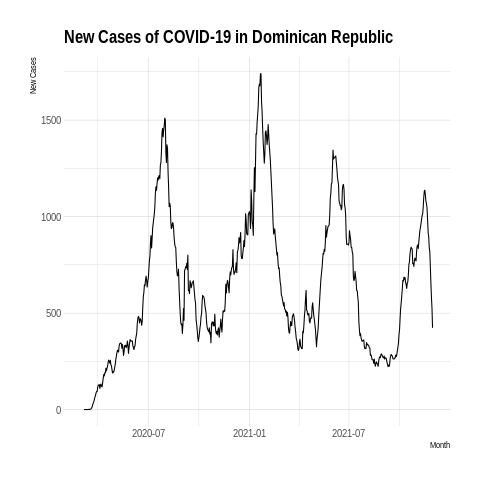 New Cases of COVID-19 in Dominican Republic
New Cases
1500
1000
500
0
2020-07
2021-01
2021-07
Month